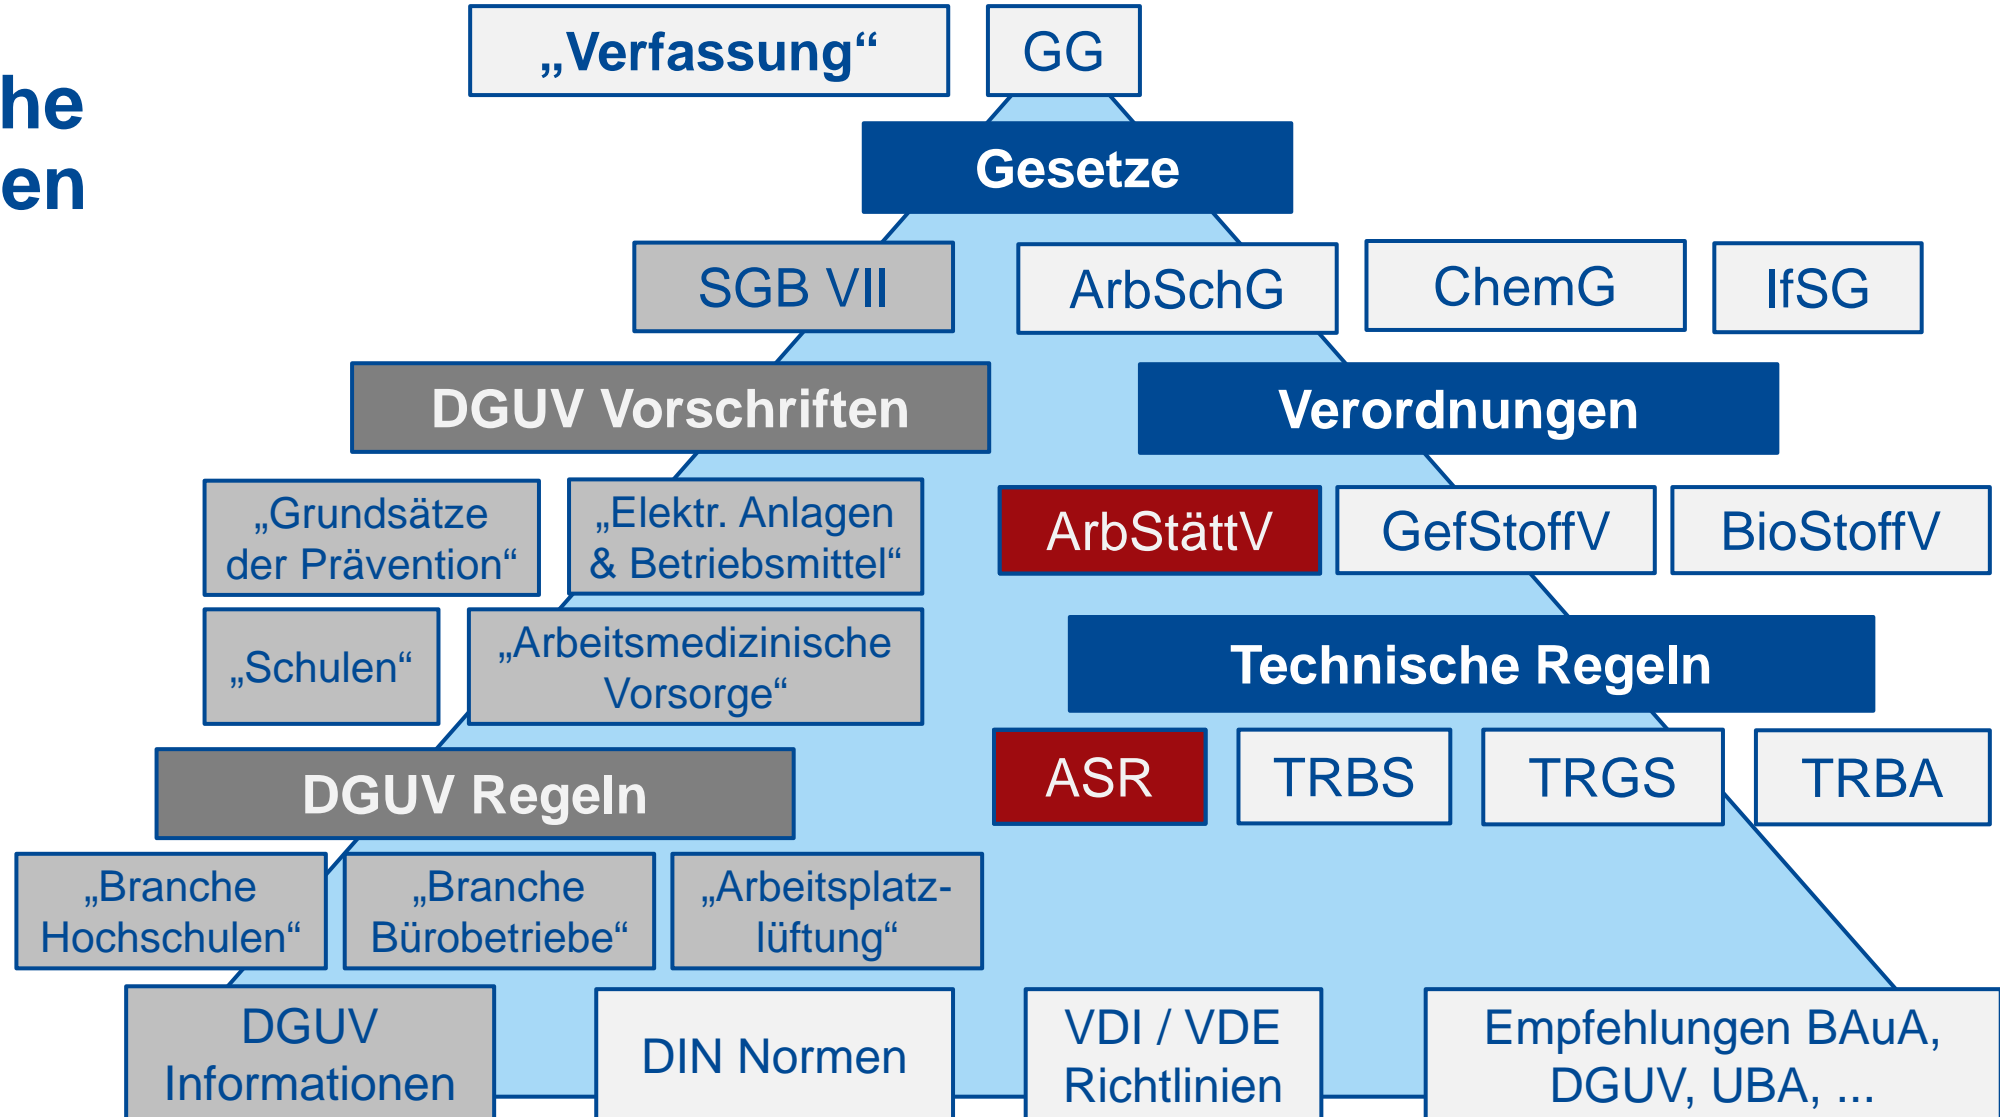 he
en
„Verfassung“
GG
Gesetze
SGB VII
ArbSchG
ChemG
IfSG
DGUV Vorschriften
Verordnungen
„Grundsätze
der Prävention“
„Elektr. Anlagen
& Betriebsmittel“
ArbStättV
GefStoffV
BioStoffV
„Schulen“
„Arbeitsmedizinische
Vorsorge“
Technische Regeln
DGUV Regeln
ASR
TRBS
TRGS
TRBA
„Branche
Hochschulen“
„Branche
Bürobetriebe“
„Arbeitsplatz-
lüftung“
DGUV
Informationen
DIN Normen
VDI / VDE
Richtlinien
Empfehlungen BAuA,
DGUV, UBA, ...